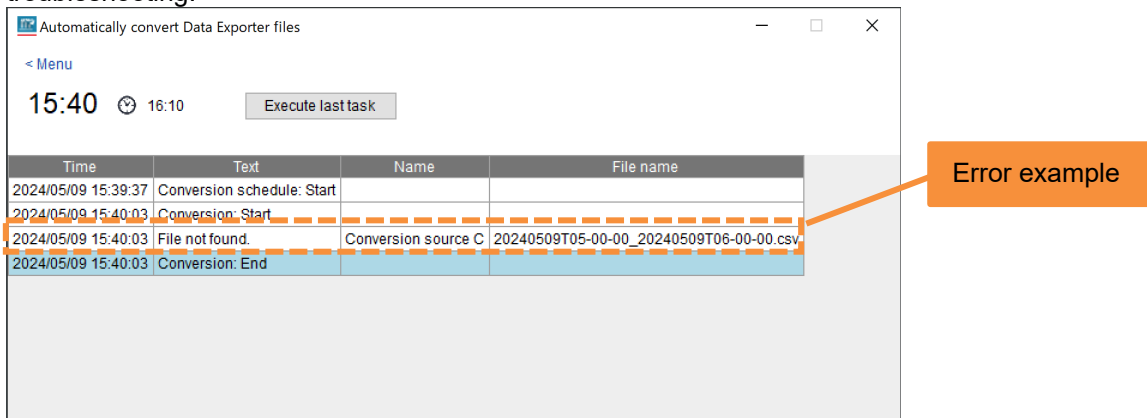 troubleshooting.
Automatically convert Data Exporter files
< Menu
15:40 16:10 Execute last task
Time Text Name File name
2024/05/09 15:39:37 Conversion schedule: Start
2024/05/09 15:40:03 Conversion: Start
2024/05/09 15:40:03 File not found. Conversion source C 20240509T05-00-00_20240509T06-00-00.csv
2024/05/09 15:40:03 Conversion: End
Error example